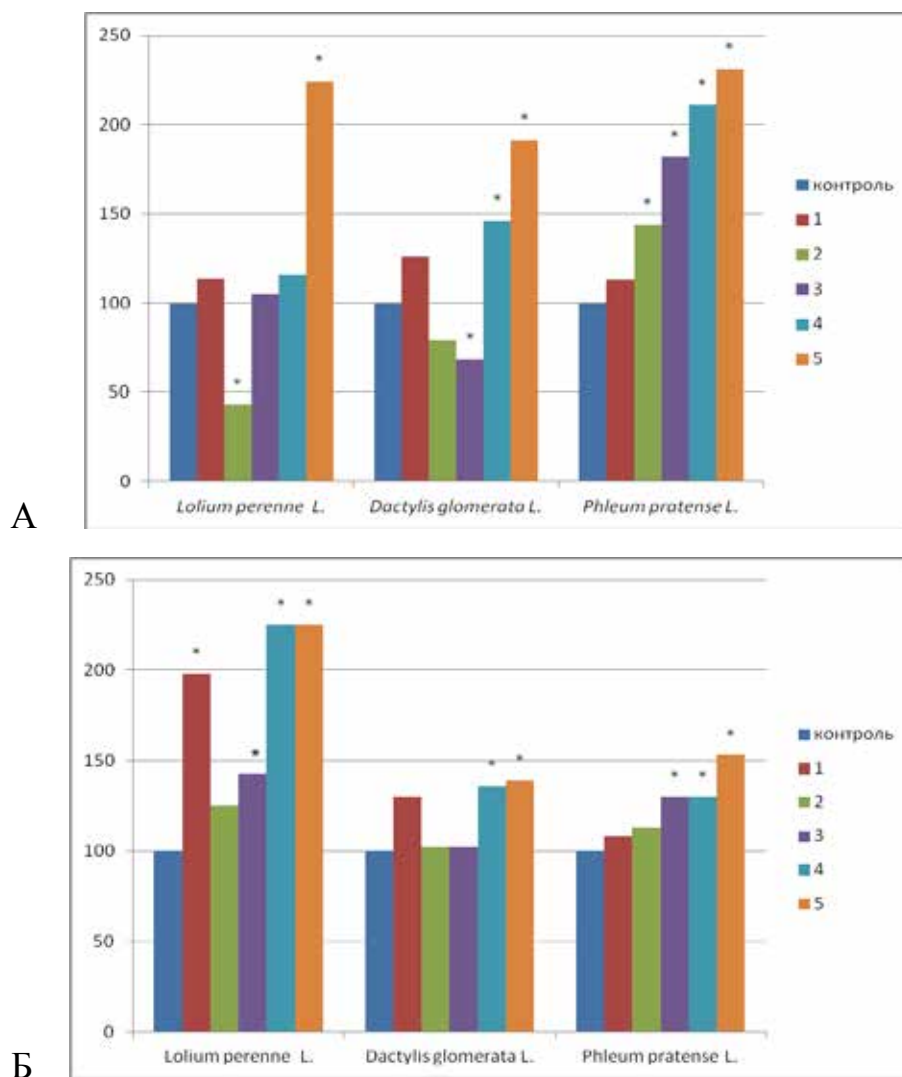 250
200
150
100
50
0
* * * * * * * * *
Lolium perenne L. Dactylis glomerata L. Phleum pratense L.
контроль
1
2
3
4
5
А
250
200
150
100
50
0
* * * * * * * * *
Lolium perenne L. Dactylis glomerata L. Phleum pratense L.
контроль
1
2
3
4
5
Б